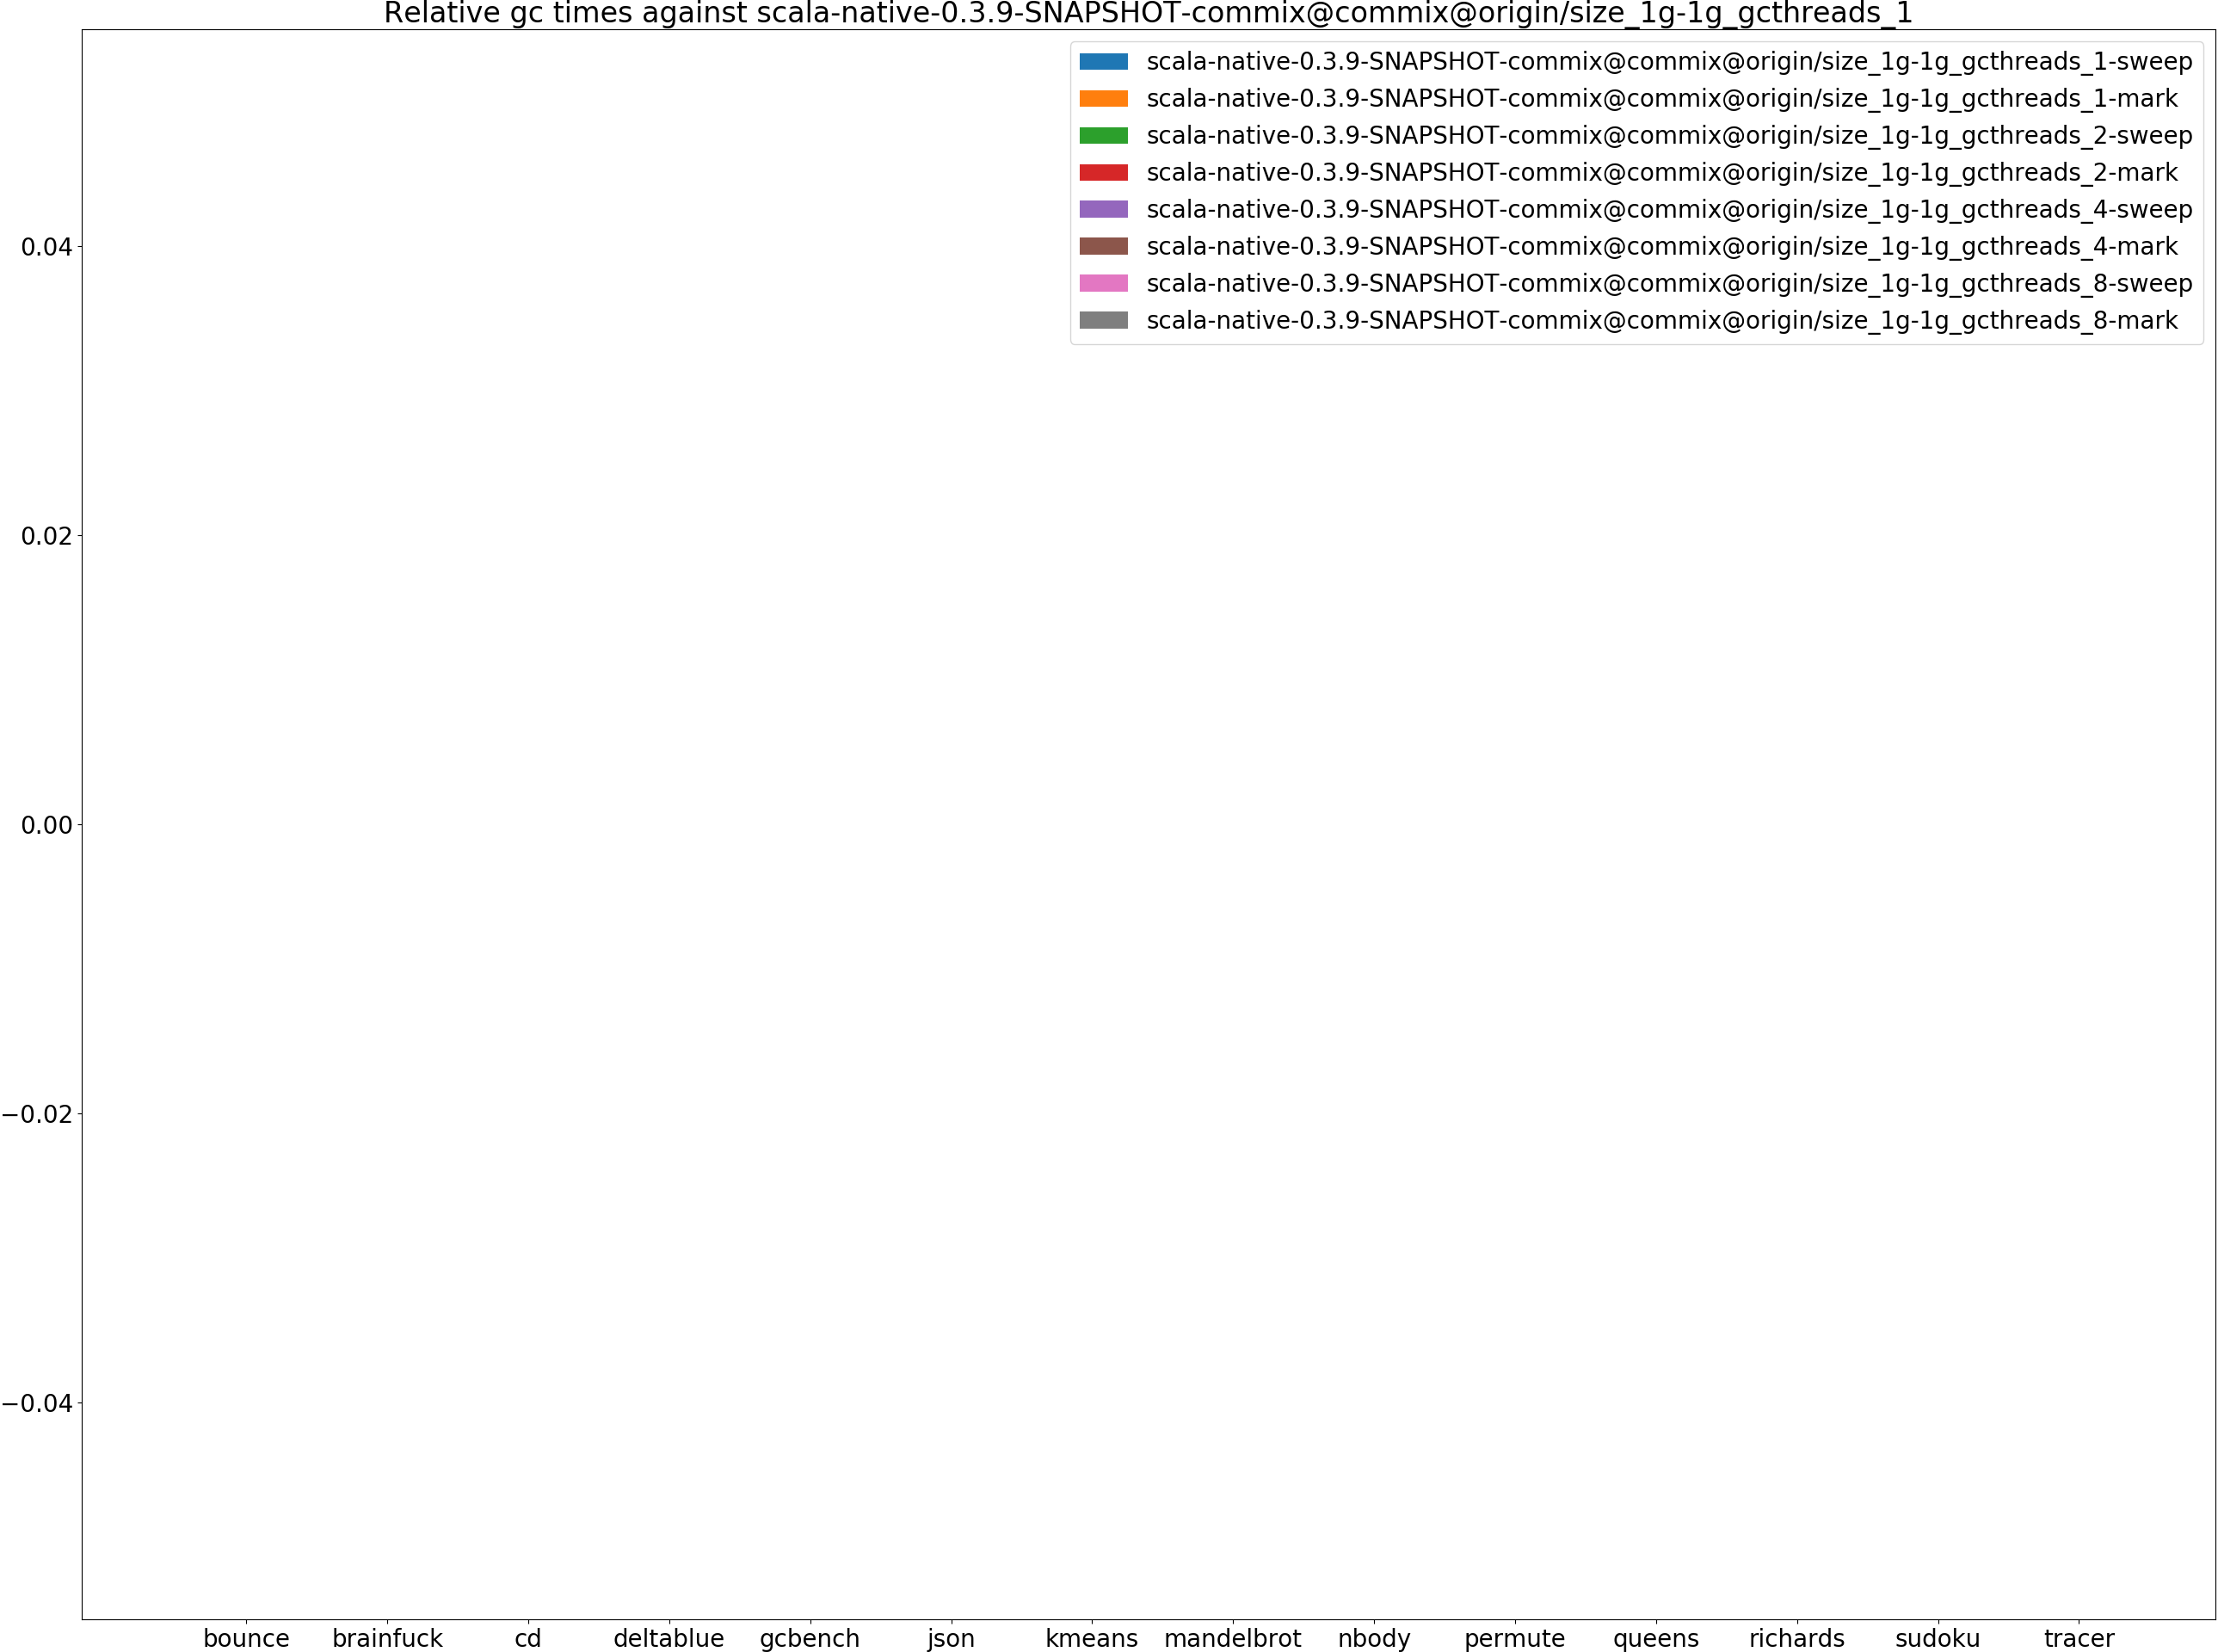 Relative gc times against scala-native-0.3.9-SNAPSHOT-commix@commix@origin/size_1g-1g_gcthreads_1
scala-native-0.3.9-SNAPSHOT-commix@commix@origin/size_1g-1g_gcthreads_1-sweep
scala-native-0.3.9-SNAPSHOT-commix@commix@origin/size_1g-1g_gcthreads_1-mark
scala-native-0.3.9-SNAPSHOT-commix@commix@origin/size_1g-1g_gcthreads_2-sweep
scala-native-0.3.9-SNAPSHOT-commix@commix@origin/size_1g-1g_gcthreads_2-mark
scala-native-0.3.9-SNAPSHOT-commix@commix@origin/size_1g-1g_gcthreads_4-sweep
scala-native-0.3.9-SNAPSHOT-commix@commix@origin/size_1g-1g_gcthreads_4-mark
scala-native-0.3.9-SNAPSHOT-commix@commix@origin/size_1g-1g_gcthreads_8-sweep
scala-native-0.3.9-SNAPSHOT-commix@commix@origin/size_1g-1g_gcthreads_8-mark
0.04
0.02
0.00
−0.02
−0.04
bounce brainfuck cd deltablue gcbench json kmeans mandelbrot nbody permute queens richards sudoku tracer